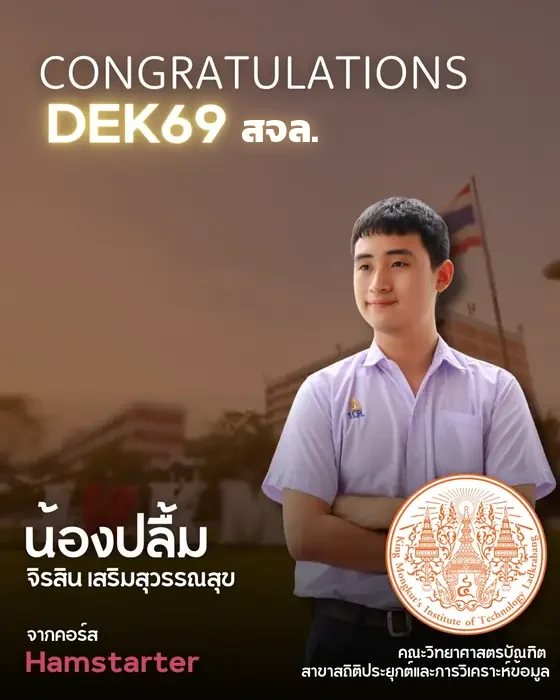 CONGRATULATIONS
DEK69 สจล.
น้องปลื้ม
จิรสิน เสริมสุวรรณสุข
จากคอร์ส
Hamstarter
King Mongkut's Institute of Technology Ladkrabang
คณะวิทยาศาสตรบัณฑิต
สาขาสถิติประยุกต์และการวิเคราะห์ข้อมูล